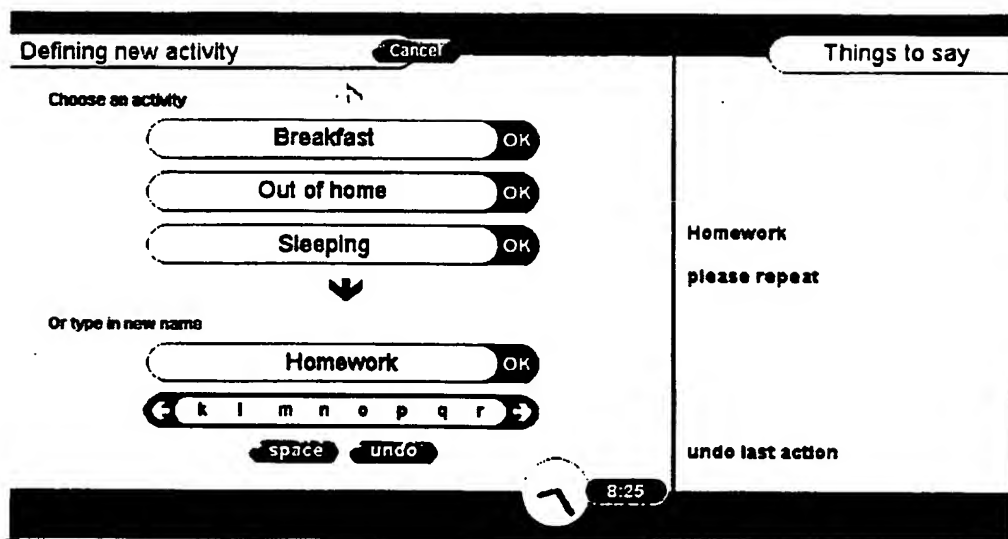 Defining new activity Cancel
Things to say
Choose an activity
Breakfast OK
Out of home OK
Sleeping OK
Or type in new name
Homework OK
k l m n o p q r
space undo
8:25
Homework
please repeat
undo last action